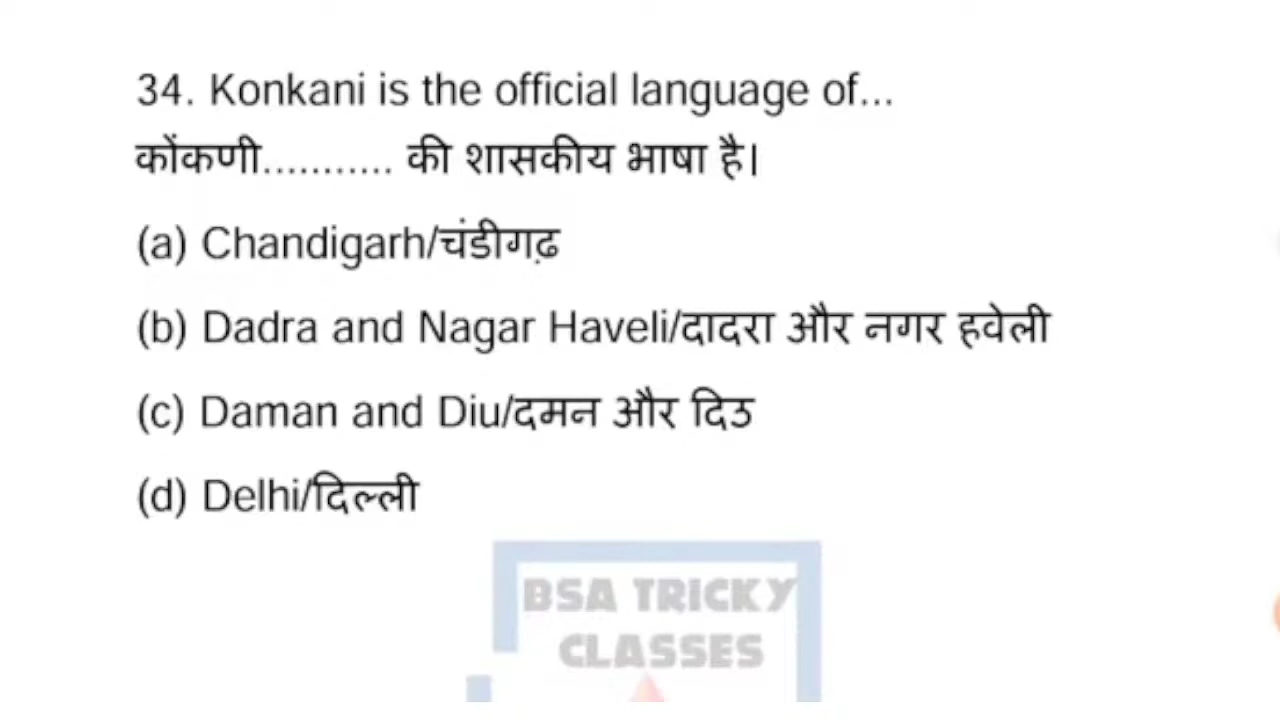 34. Konkani is the official language of...
कोंकणी........... की शासकीय भाषा है।
(a) Chandigarh/चंडीगढ़
(b) Dadra and Nagar Haveli/दादरा और नगर हवेली
(c) Daman and Diu/दमन और दिउ
(d) Delhi/दिल्ली
BSA TRICKY
CLASSES